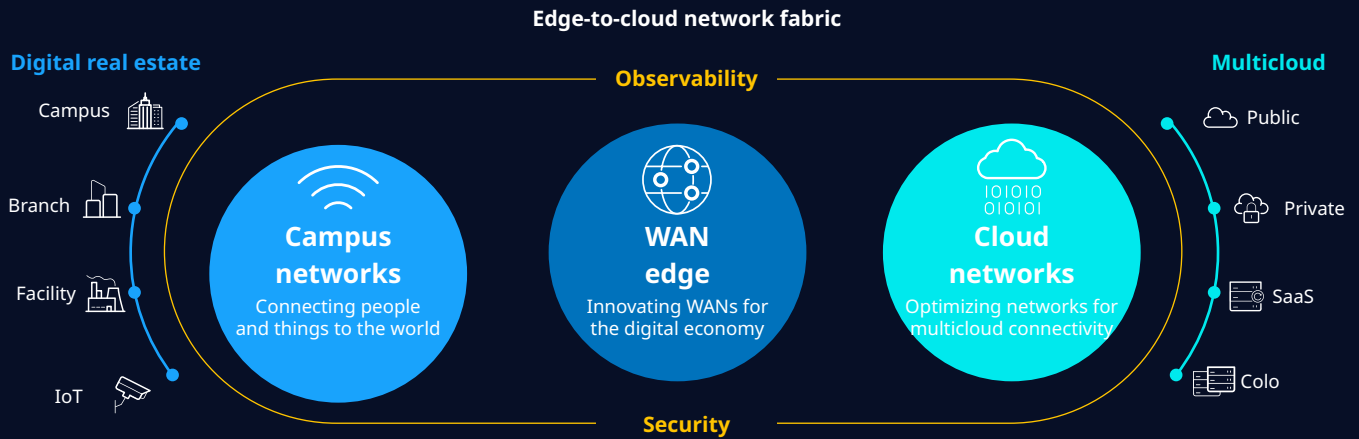 Edge-to-cloud network fabric
Digital real estate
Campus
Branch
Facility
IoT
Observability
Campus
networks
Connecting people
and things to the world
WAN
edge
Innovating WANs for
the digital economy
IOIOIO
OIOIOI
Cloud
networks
Optimizing networks for
multicloud connectivity
Security
Multicloud
Public
Private
SaaS
Colo